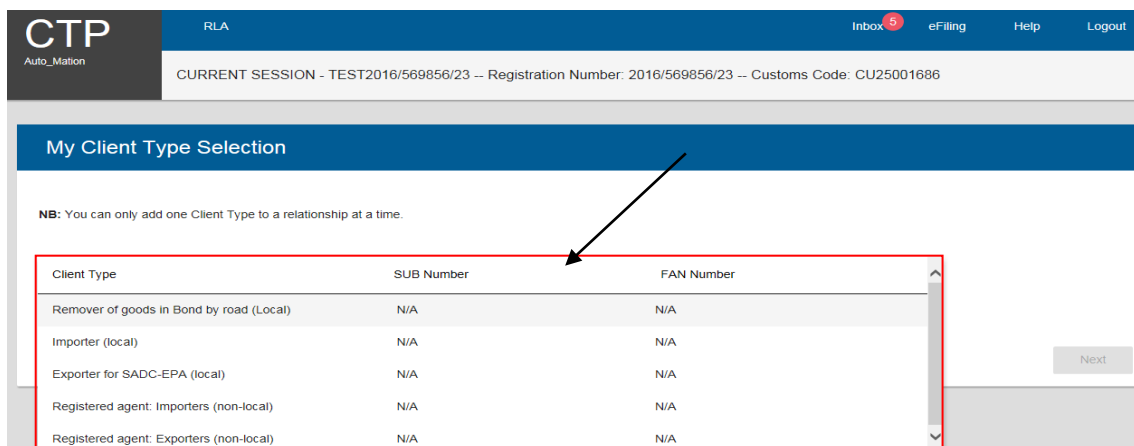 CTP
Auto_Mation
RLA
Inbox 5 eFiling Help Logout
CURRENT SESSION - TEST2016/569856/23 -- Registration Number: 2016/569856/23 -- Customs Code: CU25001686
My Client Type Selection
NB: You can only add one Client Type to a relationship at a time.
Client Type SUB Number FAN Number
Remover of goods in Bond by road (Local) N/A N/A
Importer (local) N/A N/A
Next
Exporter for SADC-EPA (local) N/A N/A
Registered agent: Importers (non-local) N/A N/A
Registered agent: Exporters (non-local) N/A N/A